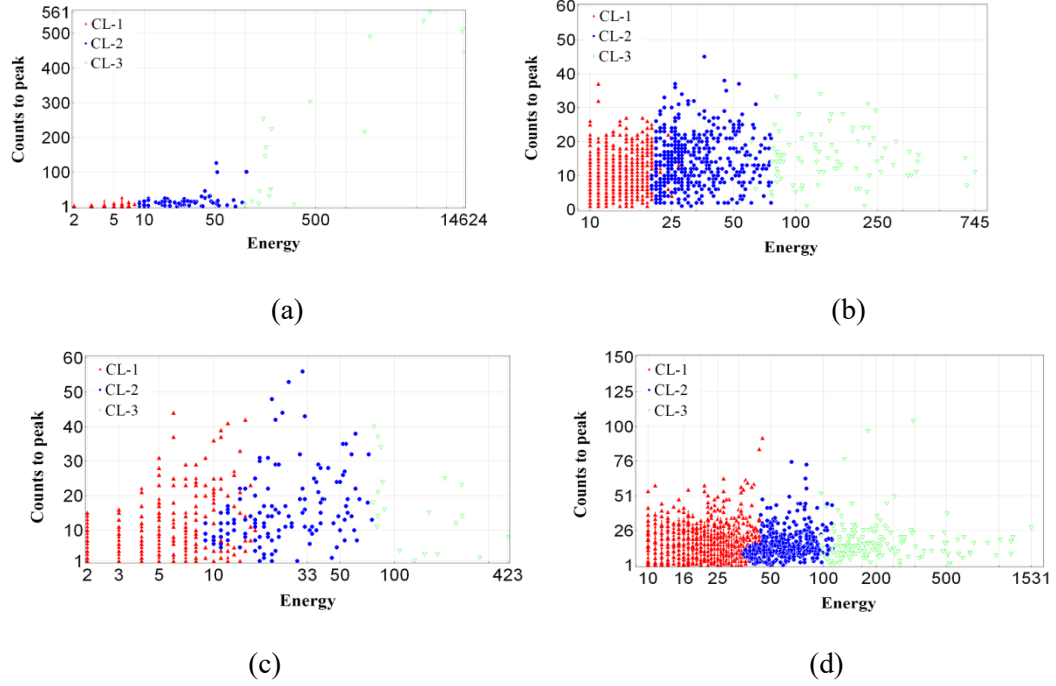 561
500
400
300
200
100
1
Counts to peak
CL-1
CL-2
CL-3
2 5 10 50 500 14624
Energy
(a)
60
50
40
30
20
10
0
Counts to peak
CL-1
CL-2
CL-3
10 25 50 100 250 745
Energy
(b)
60
50
40
30
20
10
1
Counts to peak
CL-1
CL-2
CL-3
2 3 5 10 33 50 100 423
Energy
(c)
150
125
100
76
51
26
1
Counts to peak
CL-1
CL-2
CL-3
10 16 25 50 100 200 500 1531
Energy
(d)